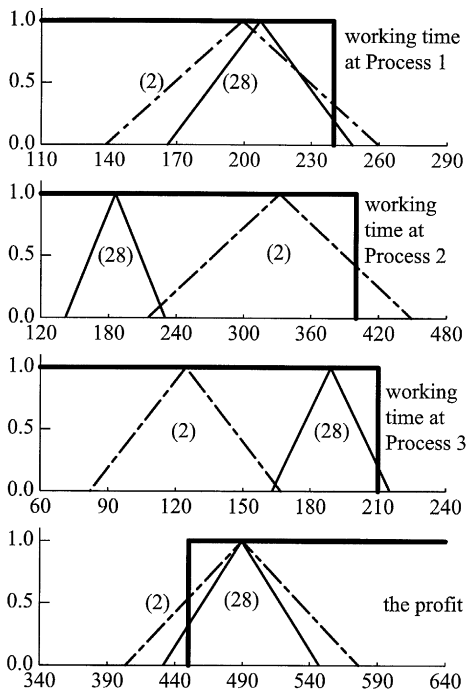 1.0
working time
at Process 1
0.5
(2)
(28)
0.0
110 140 170 200 230 260 290
1.0
working
time at
Process 2
0.5
(28)
(2)
0.0
120 180 240 300 360 420 480
1.0
working
time at
Process 3
0.5
(2)
(28)
0.0
60 90 120 150 180 210 240
1.0
0.5
(2)
(28)
the profit
0.0
340 390 440 490 540 590 640